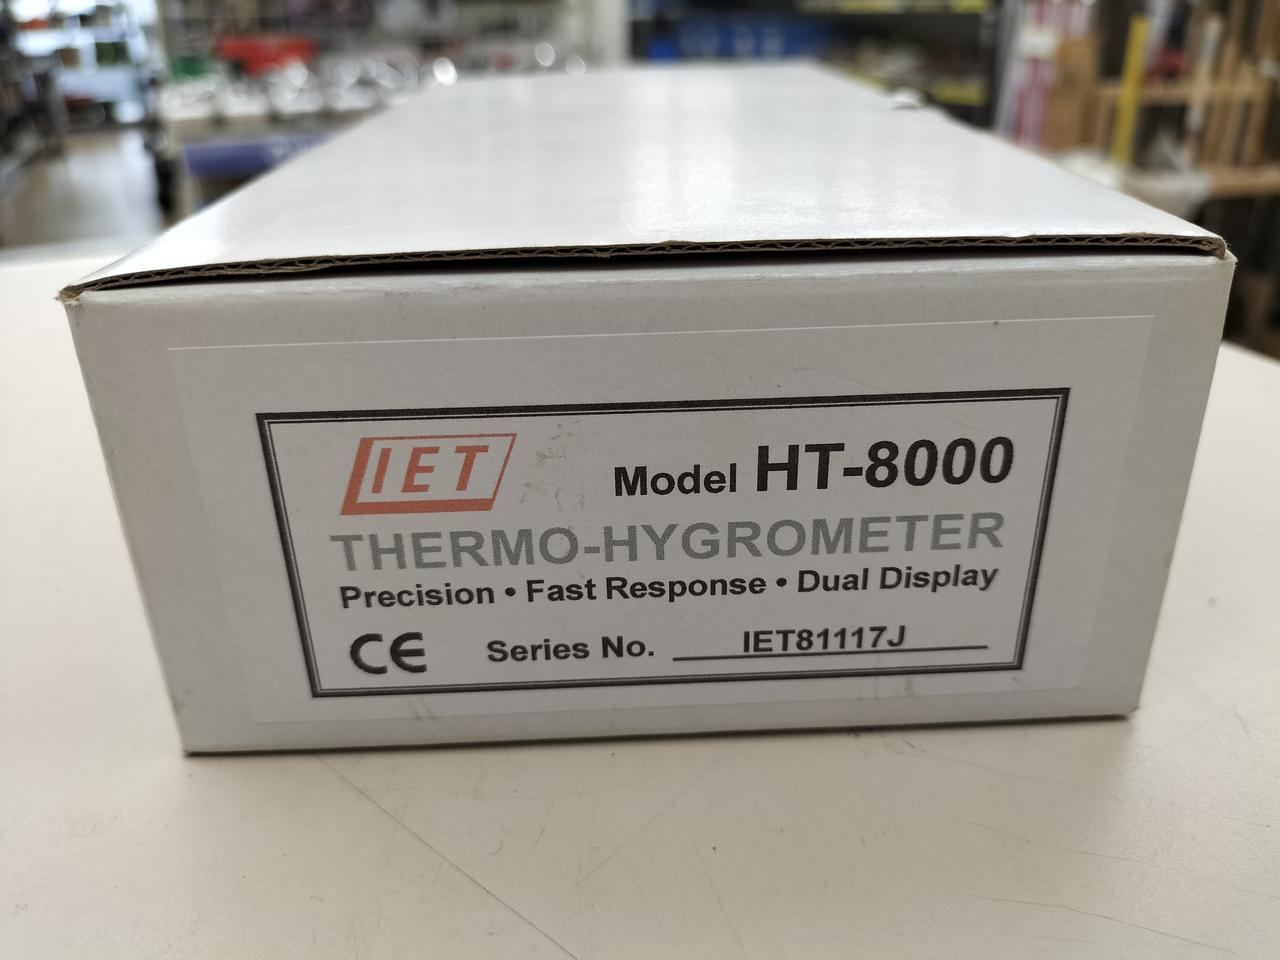 IET
Model HT-8000
THERMO-HYGROMETER
Precision • Fast Response • Dual Display
CE Series No. IET81117J